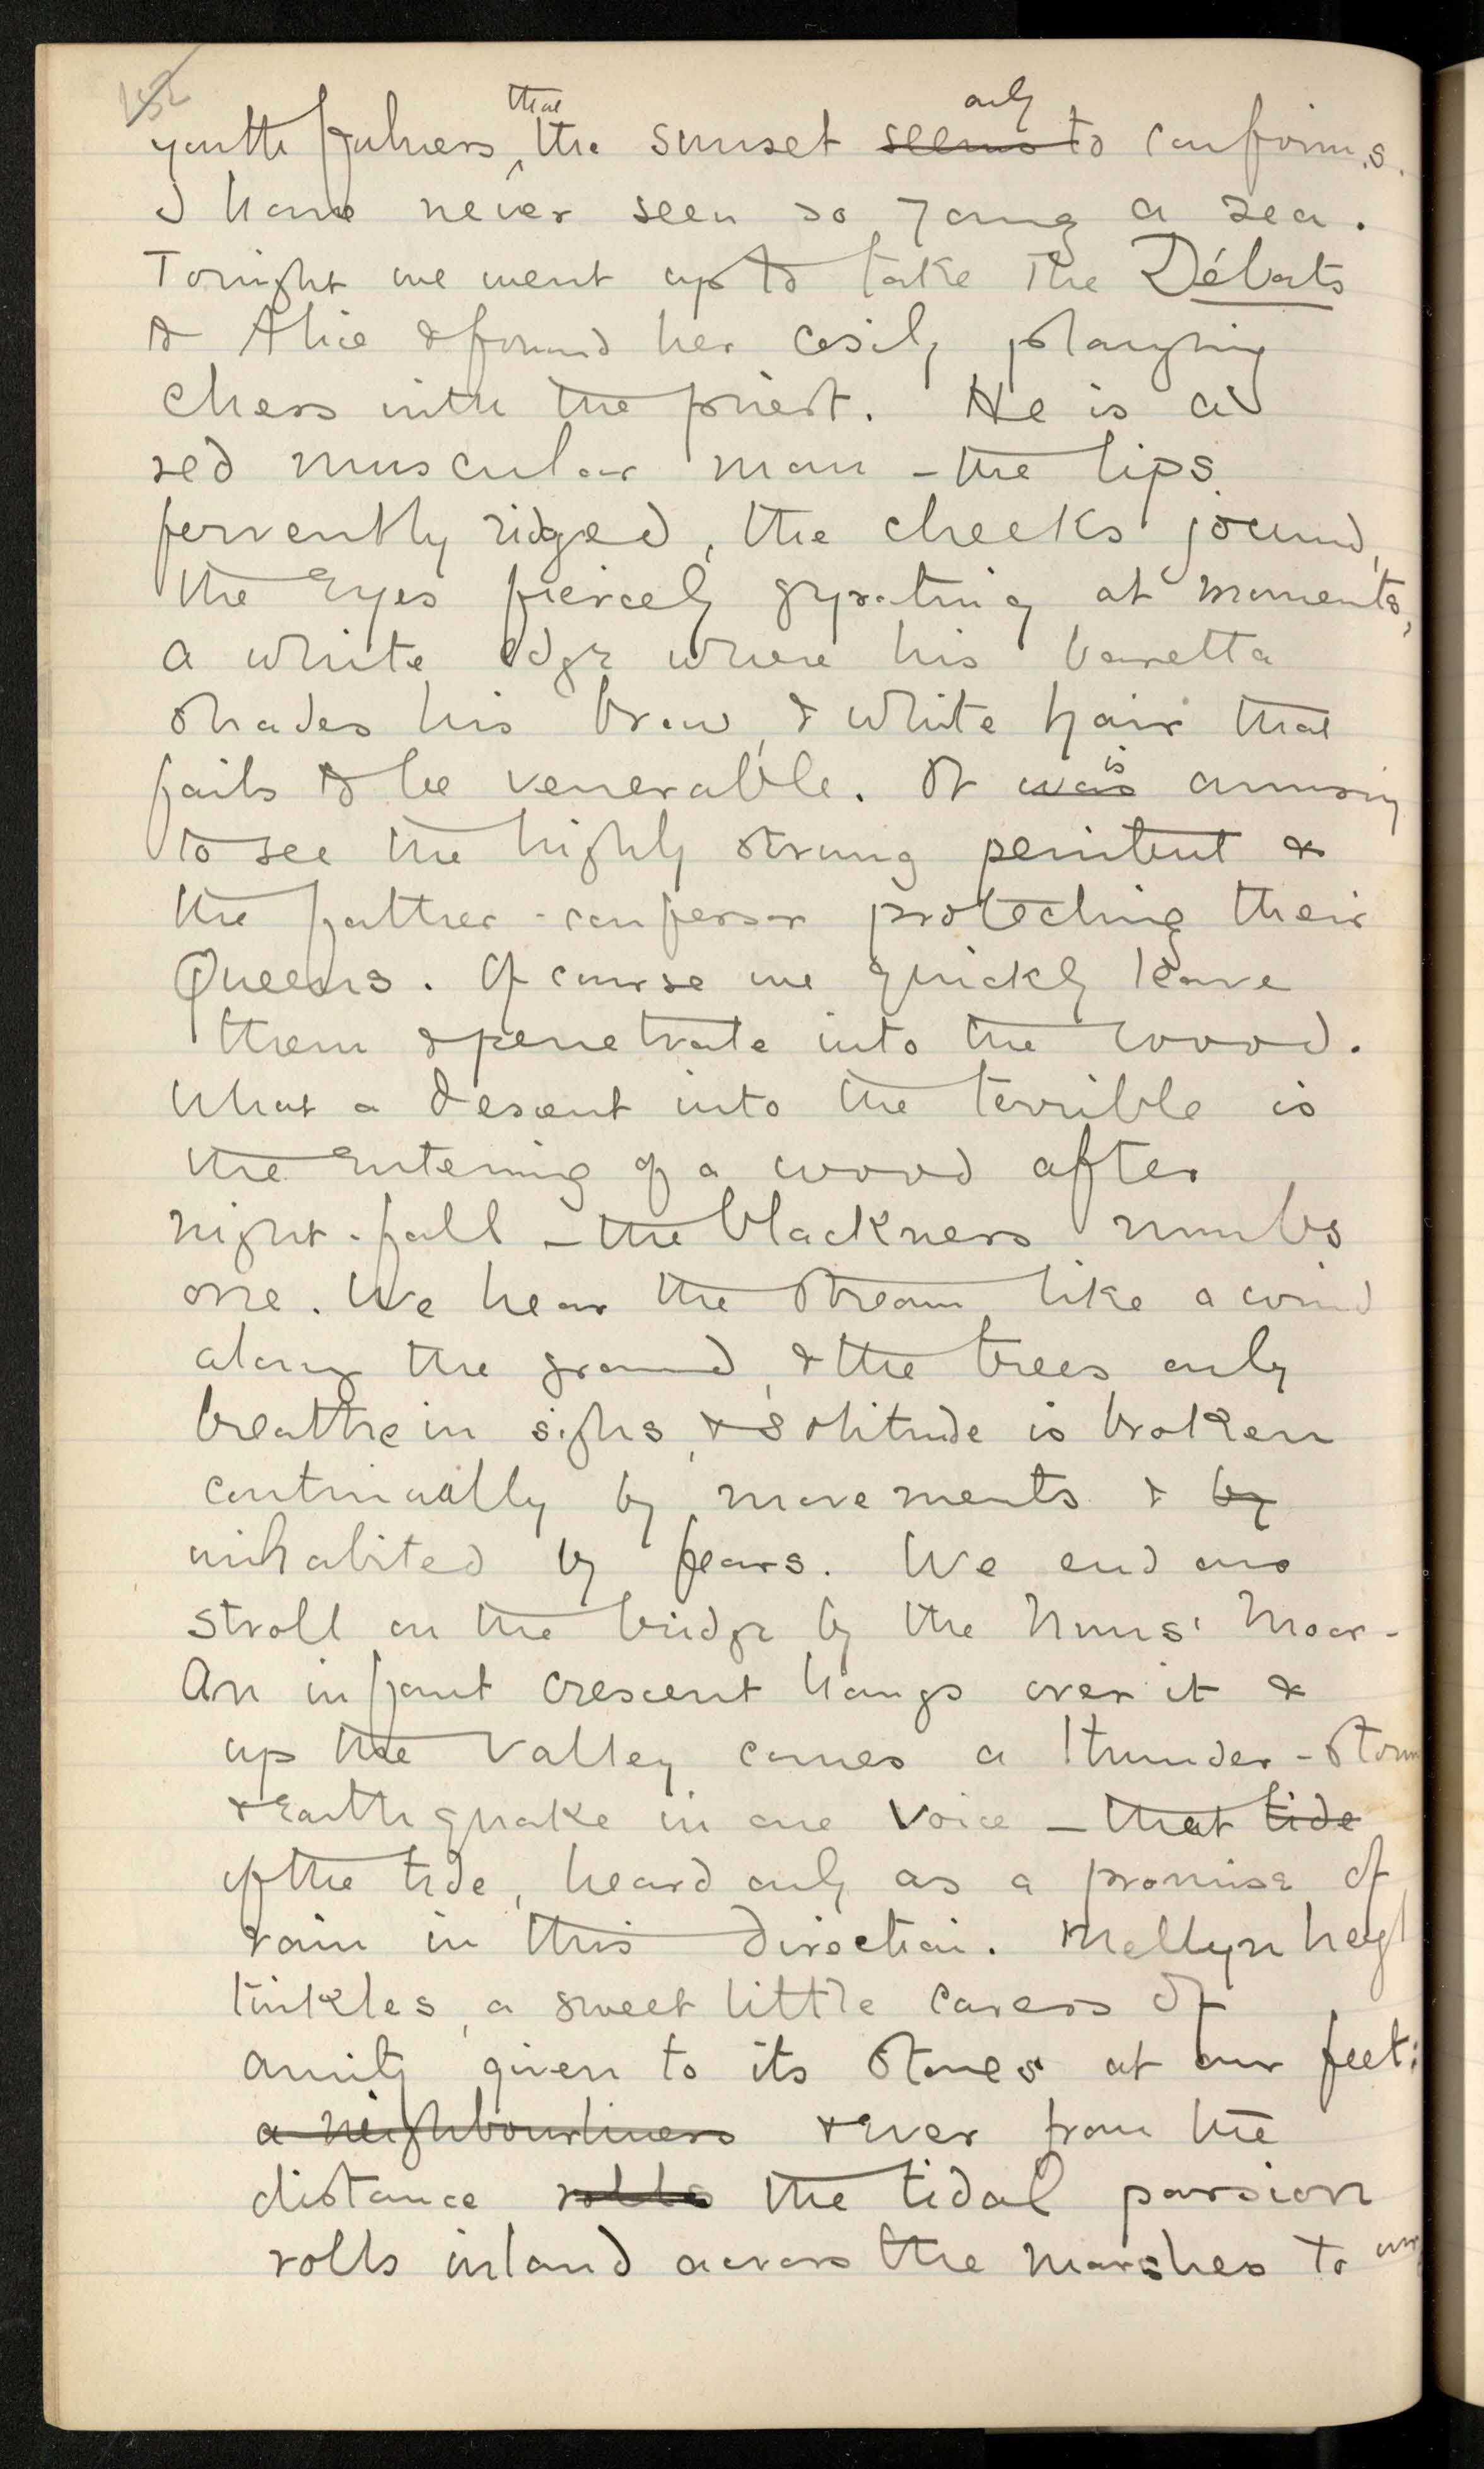 152
youthfulness, that the sunset seems only to confirms.
I have never seen so young a sea.
Tonight we went up to take the Débats
to Alice & found her cosily playing
chess with the priest. He is a
red muscular man – the lips
fervently ridged, the cheeks jocund,
the Eyes fiercely gyrating at moments,
a white edge where his baretta
shades his brow, & white hair that
fails to be venerable. It was is amusing
to see the highly strung penitent &
the father-confessor protecting their
Queens. Of course we quickly leave
them & penetrate into the wood.
What a descent into the terrible is
the Entering of a wood after
night-fall – the blackness numbs
one. We hear the stream like a wind
along the ground, & the trees only
breathe in sighs, & solitude is broken
continually by movements & by
inhabited by fears. We end our
stroll on the bridge by the Nuns' Moor.
An infant crescent hangs over it &
up the valley comes a thunder-storm
& Earthquake in one voice – that tide
of the tide, heard only as a promise of
rain in this direction.
tinkles, a sweet little caress of
amity given to its stones at our feet:
a neighbourliness & ever from the
distance rolls the tidal passion
rolls inland across the marshes to